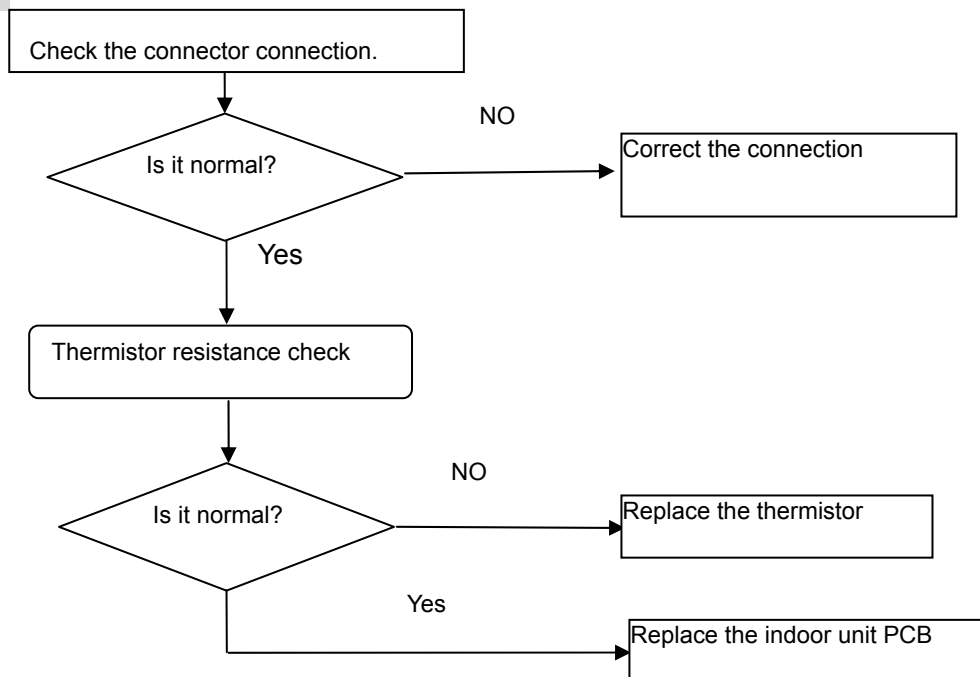 Check the connector connection.
NO
Is it normal?
Correct the connection
Yes
Thermistor resistance check
NO
Is it normal?
Replace the thermistor
Yes
Replace the indoor unit PCB